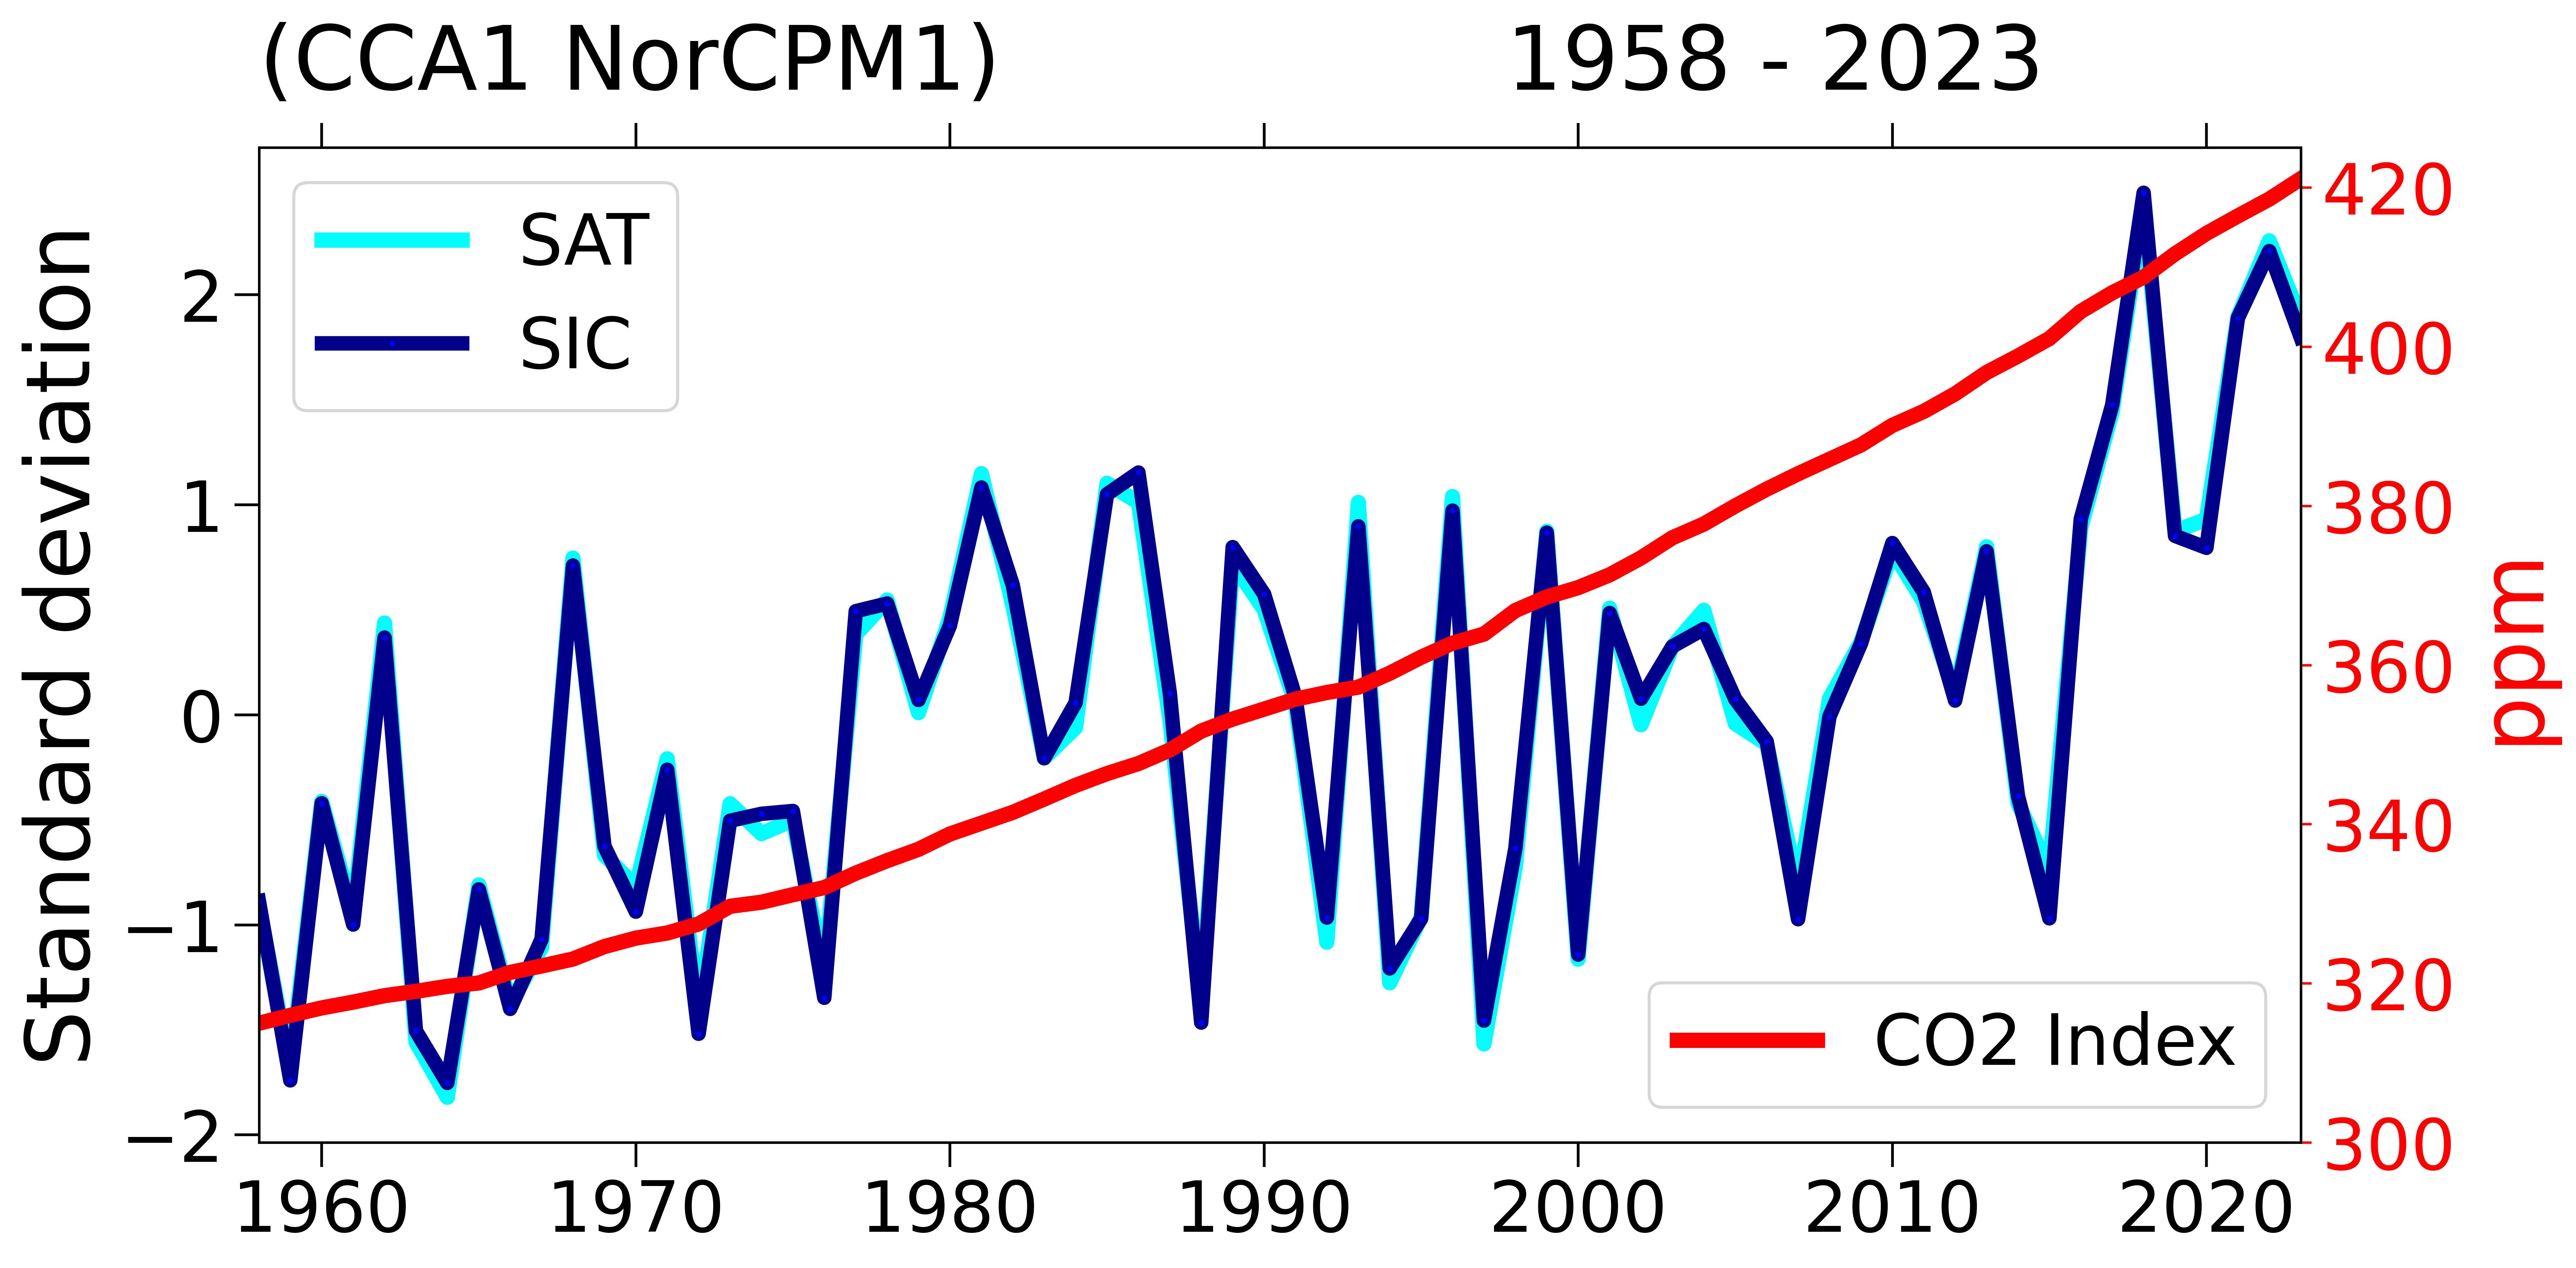 (CCA1 NorCPM1)
1958 - 2023
SAT
SIC
Standard deviation
2
1
0
−1
−2
420
400
380
360
340
320
300
ppm
CO2 Index
1960 1970 1980 1990 2000 2010 2020